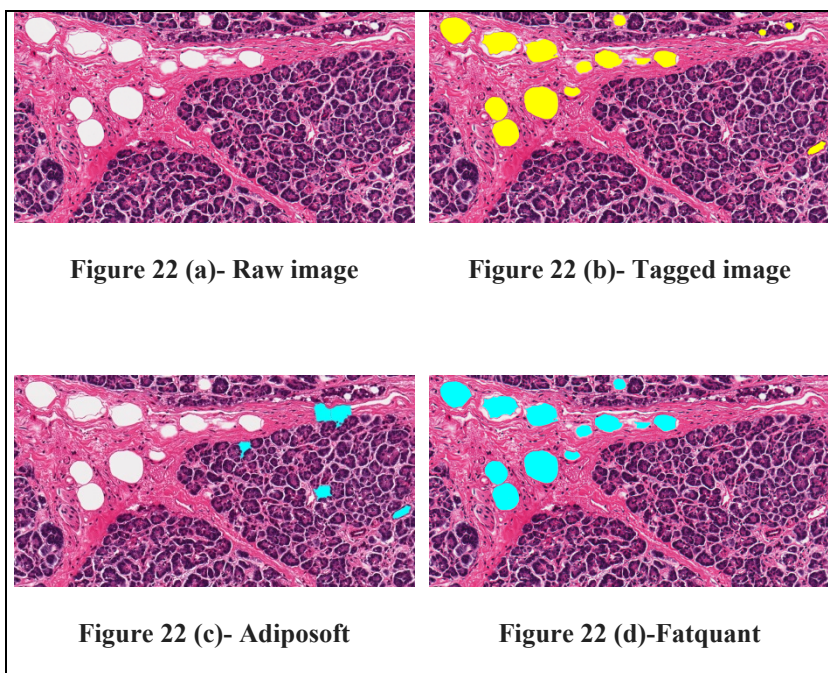 Figure 22 (a)- Raw image
Figure 22 (b)- Tagged image
Figure 22 (c)- Adiposoft
Figure 22 (d)-Fatquant